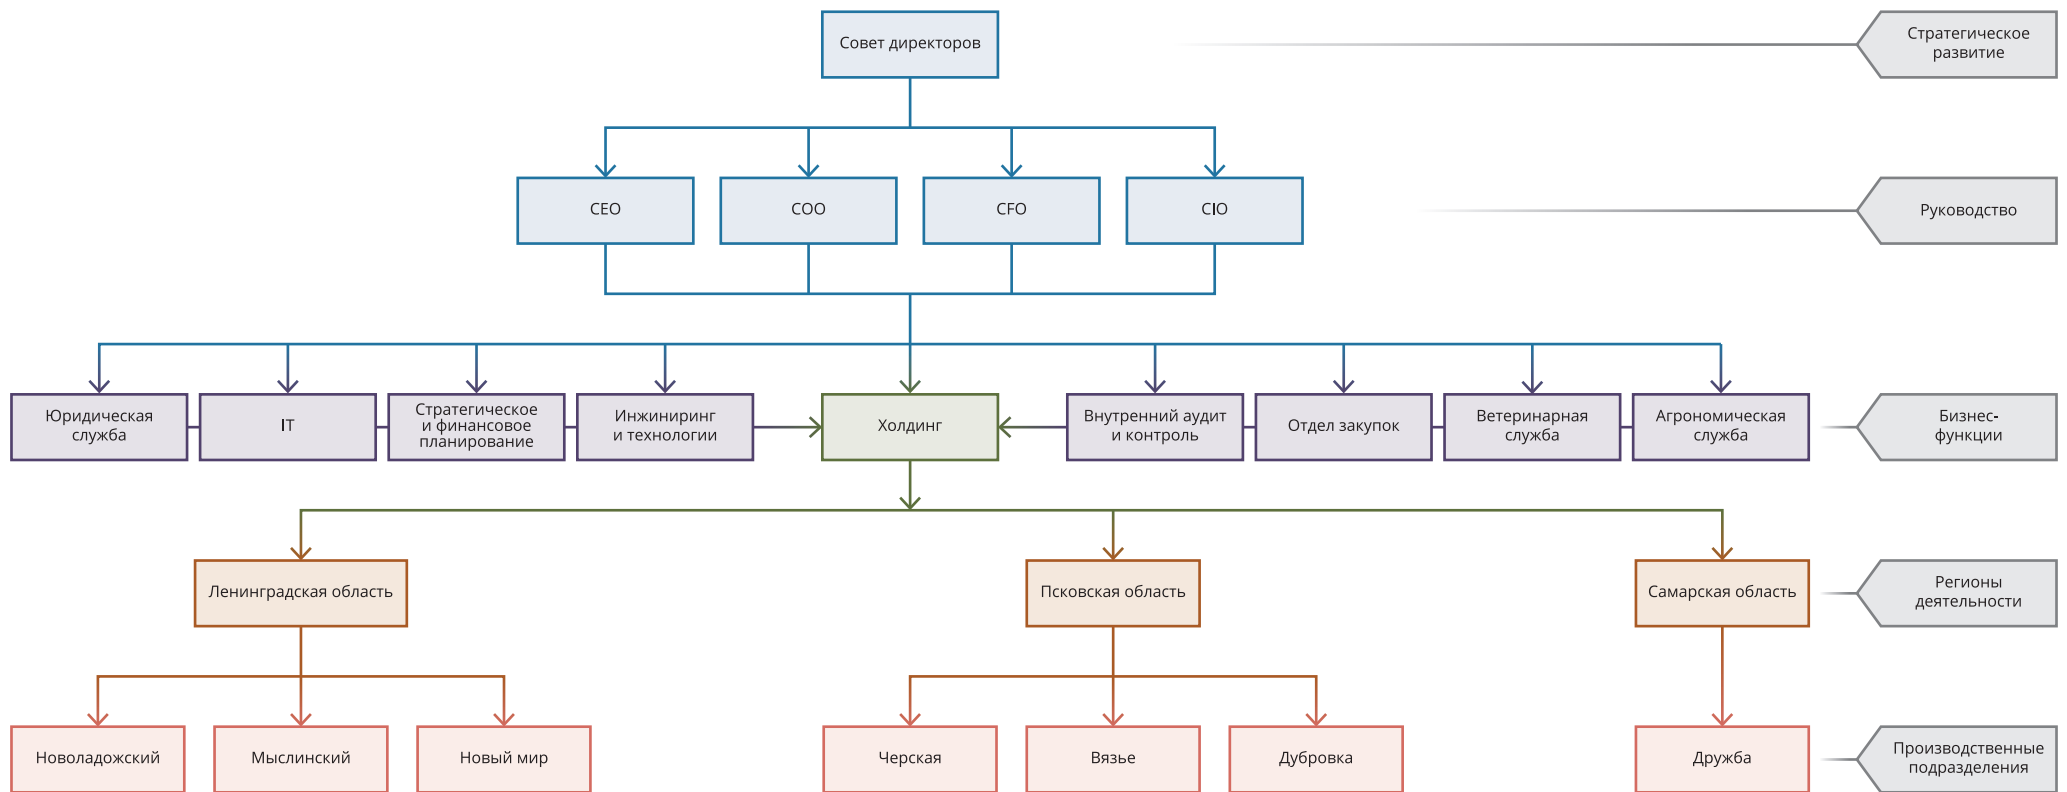 Совет директоров
Стратегическое
развитие
CEO
COO
CFO
CIO
Руководство
Юридическая
служба
IT
Стратегическое
и финансовое
планирование
Инжиниринг
и технологии
Холдинг
Внутренний аудит
и контроль
Отдел закупок
Ветеринарная
служба
Агрономическая
служба
Бизнес-
функции
Ленинградская область
Псковская область
Самарская область
Регионы
деятельности
Новоладожский
Мыслинский
Новый мир
Черская
Вязье
Дубровка
Дружба
Производственные
подразделения